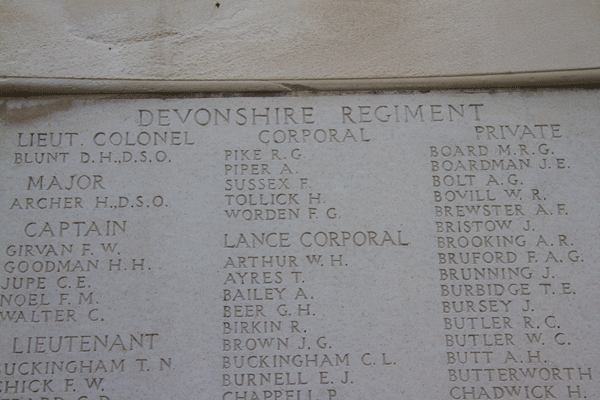 DEVONSHIRE REGIMENT
LIEUT. COLONEL
BLUNT D.H., D.S.O.
MAJOR
ARCHER H., D.S.O.
CAPTAIN
GIRVAN F. W.
GOODMAN H. H.
JUPE C. E.
NOEL F. M.
WALTER C.
LIEUTENANT
BUCKINGHAM T. N
CHICK F. W.
CORPORAL
PIKE R. G.
PIPER A.
SUSSEX F.
TOLLICK H.
WORDEN F. G.
LANCE CORPORAL
ARTHUR W. H.
AYRES T.
BAILEY A.
BEER G. H.
BIRKIN R.
BROWN J. G.
BUCKINGHAM C. L.
BURNELL E. J.
CHAPPELL P.
PRIVATE
BOARD M. R. G.
BOARDMAN J. E.
BOLT A. G.
BOVILL W. R.
BREWSTER A. F.
BRISTOW J.
BROOKING A. R.
BRUFORD F. A. G.
BRUNNING J.
BURBIDGE T. E.
BURSEY J.
BUTLER R. C.
BUTLER W. C.
BUTT A. H.
BUTTERWORTH
CHADWICK H.